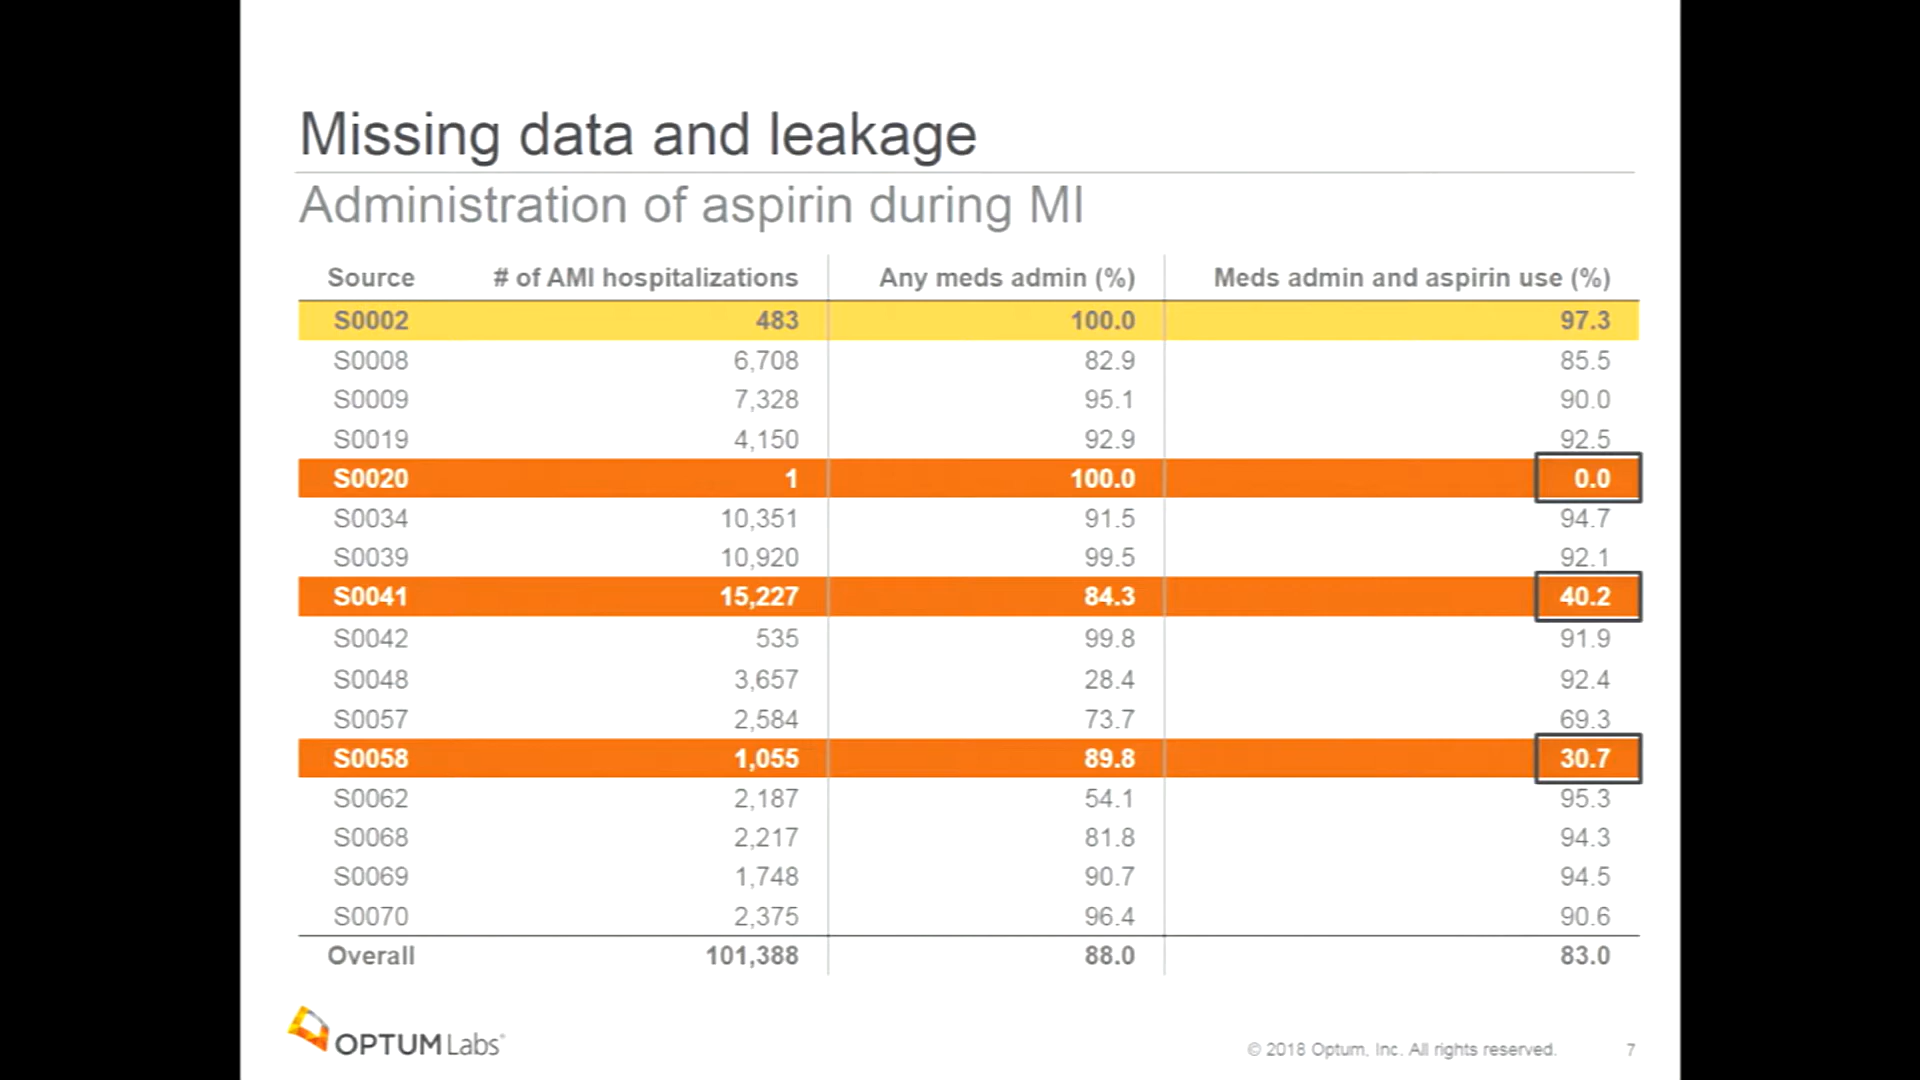 Missing data and leakage
Administration of aspirin during MI
Source # of AMI hospitalizations Any meds admin (%) Meds admin and aspirin use (%)
S0002 483 100.0 97.3
S0008 6,708 82.9 85.5
S0009 7,328 95.1 90.0
S0019 4,150 92.9 92.5
S0020 1 100.0 0.0
S0034 10,351 91.5 94.7
S0039 10,920 99.5 92.1
S0041 15,227 84.3 40.2
S0042 535 99.8 91.9
S0048 3,657 28.4 92.4
S0057 2,584 73.7 69.3
S0058 1,055 89.8 30.7
S0062 2,187 54.1 95.3
S0068 2,217 81.8 94.3
S0069 1,748 90.7 94.5
S0070 2,375 96.4 90.6
Overall 101,388 88.0 83.0
OPTUMLabs®
© 2018 Optum, Inc. All rights reserved. 7